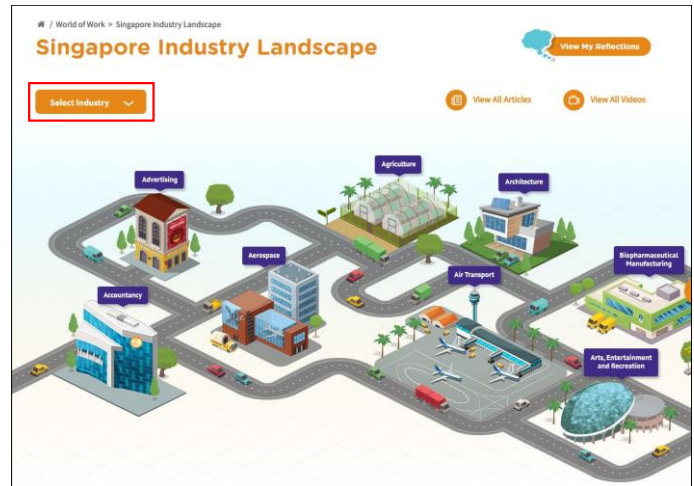 / World of Work > Singapore Industry Landscape
Singapore Industry Landscape
View My Reflections
Select Industry
View All Articles
View All Videos
Agriculture
Advertising
Architecture
Aerospace
Biopharmaceutical
Manufacturing
Air Transport
Accountancy
Arts, Entertainment
and Recreation